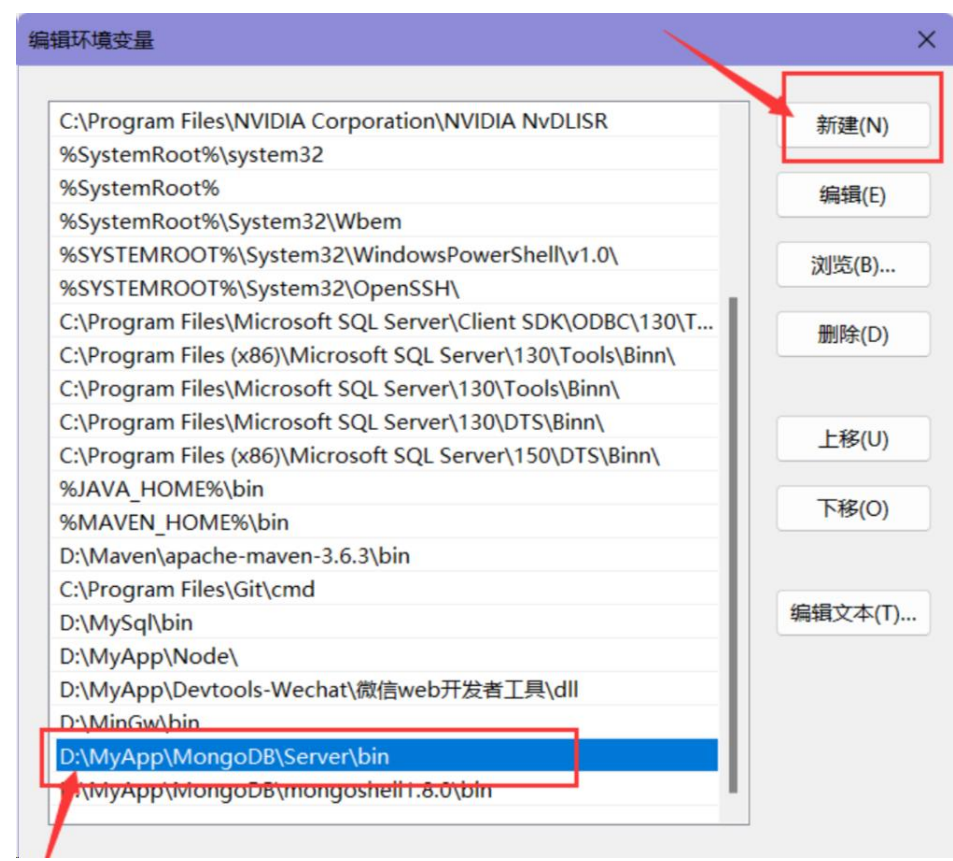 编辑环境变量
C:\Program Files\NVIDIA Corporation\NVIDIA NvDLISR
%SystemRoot%\system32
%SystemRoot%
%SystemRoot%\System32\Wbem
%SYSTEMROOT%\System32\WindowsPowerShell\v1.0\
%SYSTEMROOT%\System32\OpenSSH\
C:\Program Files\Microsoft SQL Server\Client SDK\ODBC\130\T...
C:\Program Files (x86)\Microsoft SQL Server\130\Tools\Binn\
C:\Program Files\Microsoft SQL Server\130\Tools\Binn\
C:\Program Files\Microsoft SQL Server\130\DTS\Binn\
C:\Program Files (x86)\Microsoft SQL Server\150\DTS\Binn\
%JAVA_HOME%\bin
%MAVEN_HOME%\bin
D:\Maven\apache-maven-3.6.3\bin
C:\Program Files\Git\cmd
D:\MySql\bin
D:\MyApp\Node\
D:\MyApp\Devtools-Wechat\微信web开发者工具\dll
D:\MinGw\bin
D:\MyApp\MongoDB\Server\bin
\MyApp\MongoDB\mongoshell1.8.0\bin
新建(N)
编辑(E)
浏览(B)...
删除(D)
上移(U)
下移(O)
编辑文本(T)...